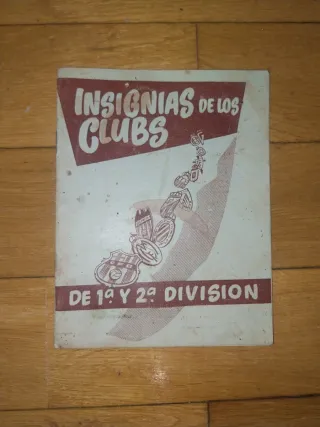 INSIGNIAS DE LOS
CLUBS
DE 1ª Y 2ª DIVISION